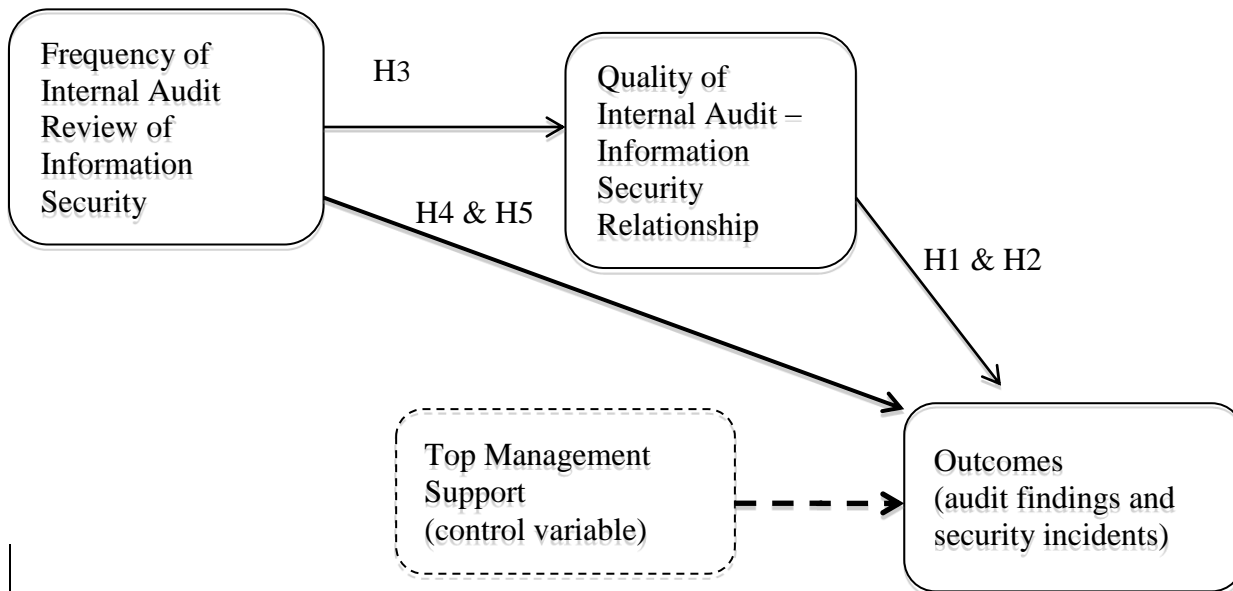 Frequency of
Internal Audit
Review of
Information
Security
H3
Quality of
Internal Audit –
Information
Security
Relationship
H4 & H5
H1 & H2
Top Management
Support
(control variable)
Outcomes
(audit findings and
security incidents)